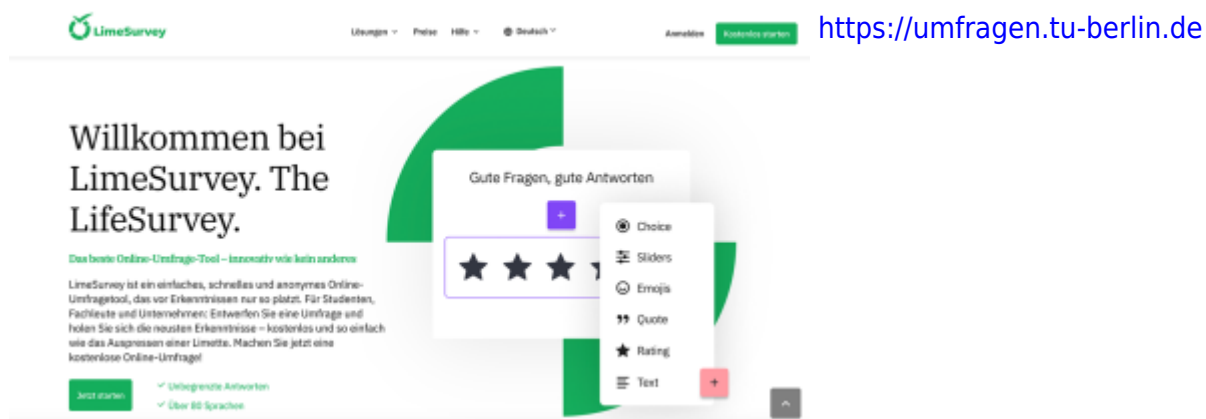 LimeSurvey
Lösungen Preise Hilfe Deutsch
Anmelden Kostenlos starten
https://umfragen.tu-berlin.de
Willkommen bei
LimeSurvey. The
LifeSurvey.
Das beste Online-Umfrage-Tool – innovativ wie kein anderes
LimeSurvey ist ein einfaches, schnelles und anonymes Online-
Umfragetool, das vor Erkenntnissen nur so platzt. Für Studenten,
Fachleute und Unternehmen: Entwerfen Sie eine Umfrage und
holen Sie sich die neusten Erkenntnisse – kostenlos und so einfach
wie das Auspressen einer Limette. Machen Sie jetzt eine
kostenlose Online-Umfrage!
Jetzt starten
✓ Unbegrenzte Antworten
✓ Über 80 Sprachen
Gute Fragen, gute Antworten
Choice
Sliders
Emojis
Quote
Rating
Text